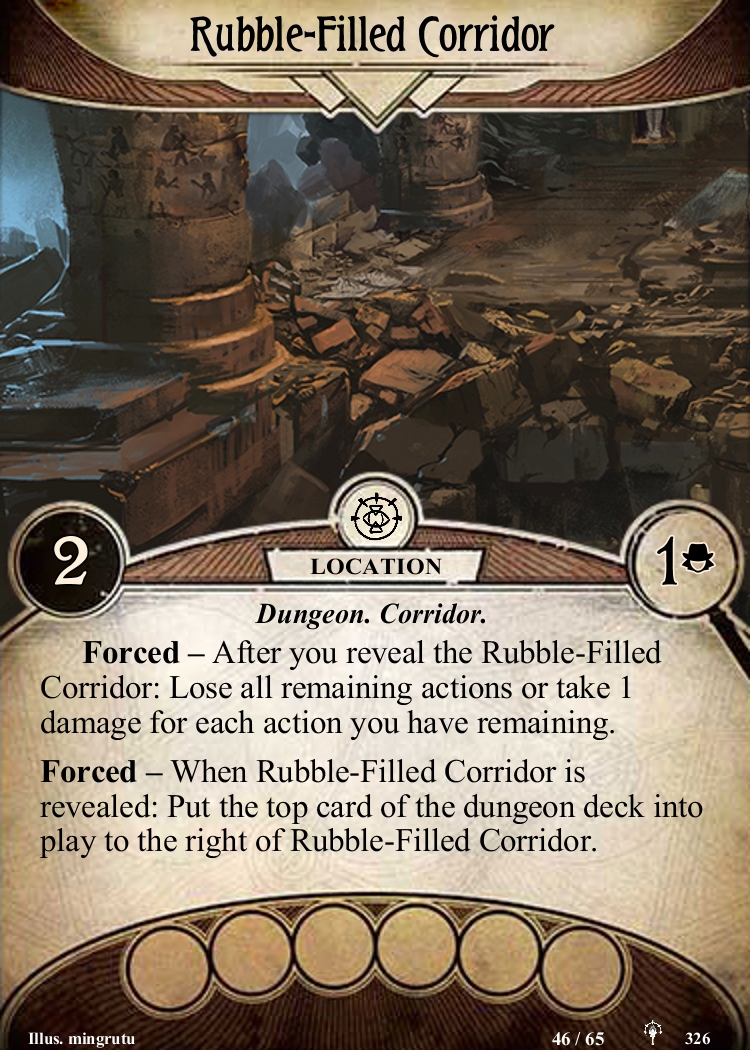 Rubble-Filled Corridor
2
1
LOCATION
Dungeon. Corridor.
Forced – After you reveal the Rubble-Filled
Corridor: Lose all remaining actions or take 1
damage for each action you have remaining.
Forced – When Rubble-Filled Corridor is
revealed: Put the top card of the dungeon deck into
play to the right of Rubble-Filled Corridor.
Illus. mingrutu 46 / 65 326